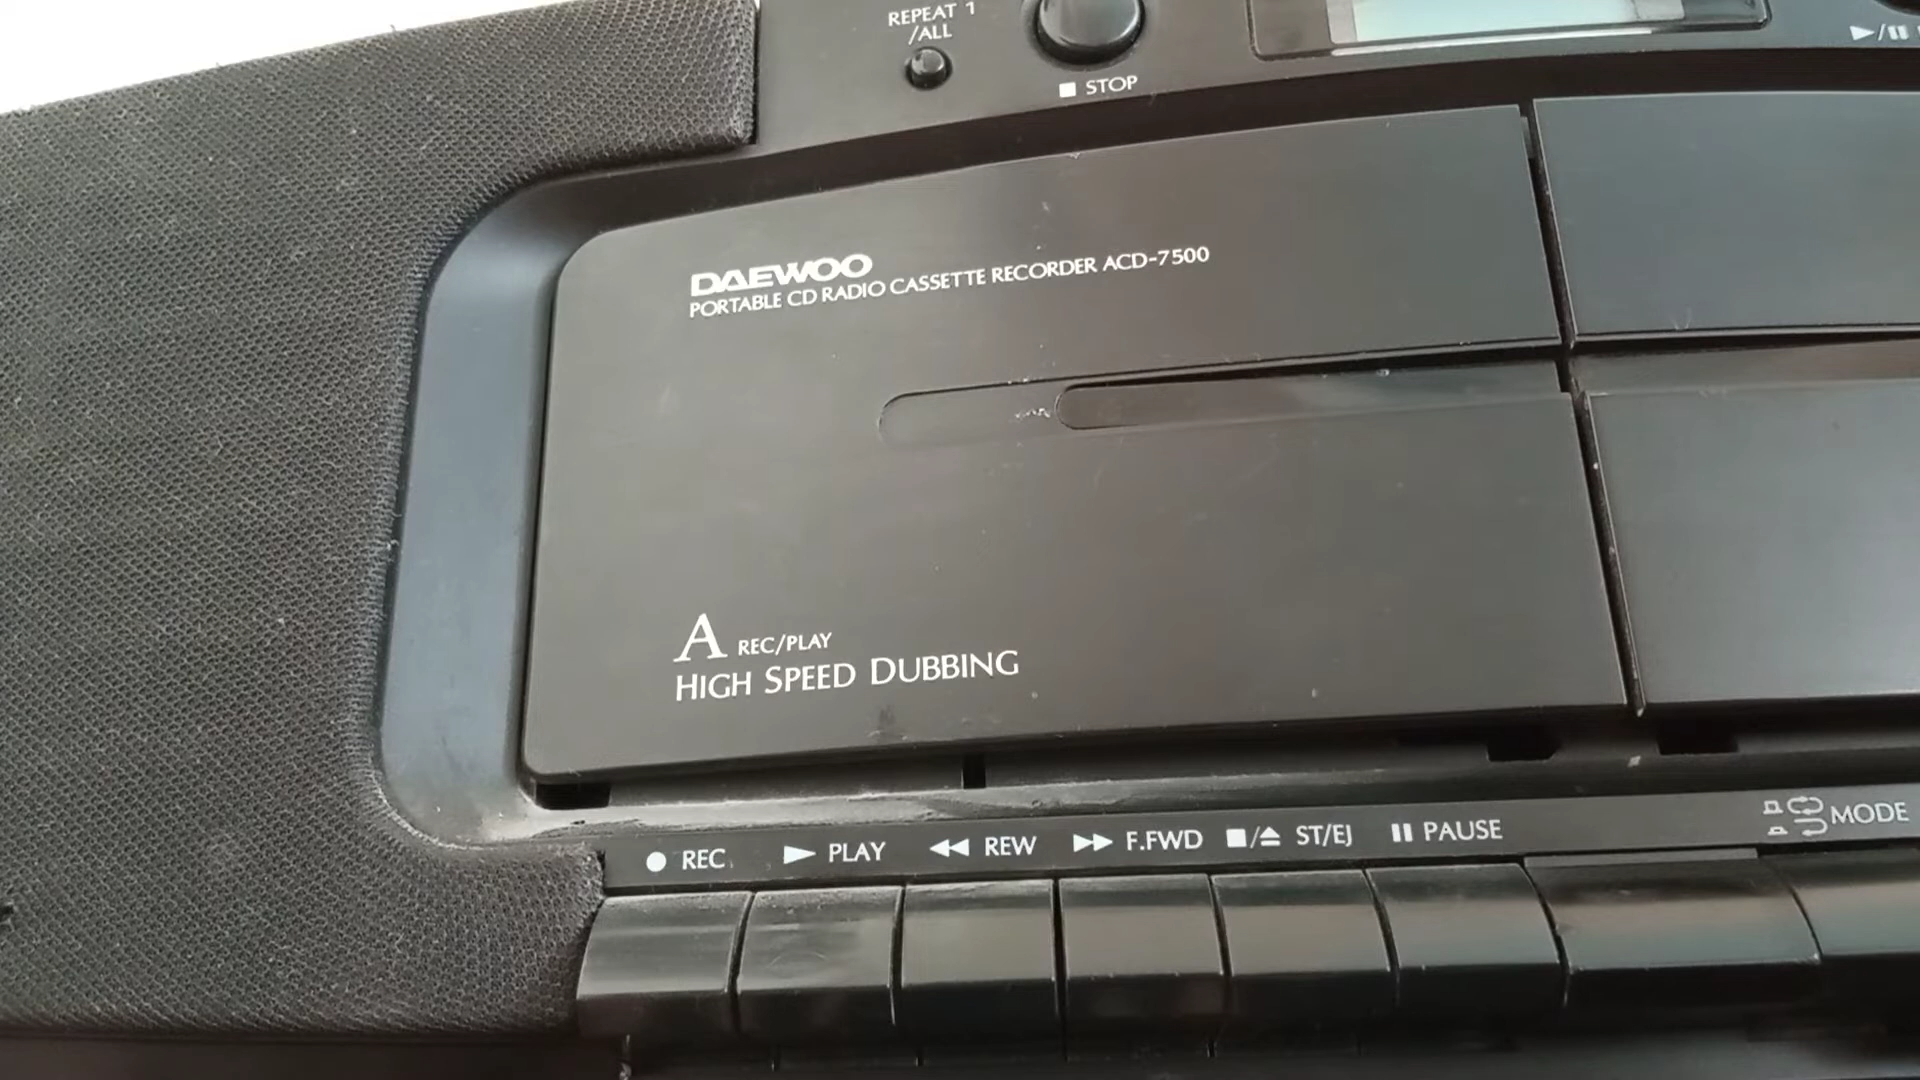 REPEAT 1
/ALL
■ STOP
▶/▮▮
DAEWOO
PORTABLE CD RADIO CASSETTE RECORDER ACD-7500
A REC/PLAY
HIGH SPEED DUBBING
● REC ▶ PLAY ◀◀ REW ▶▶ F.FWD ■/⏏ ST/EJ ▮▮ PAUSE MODE